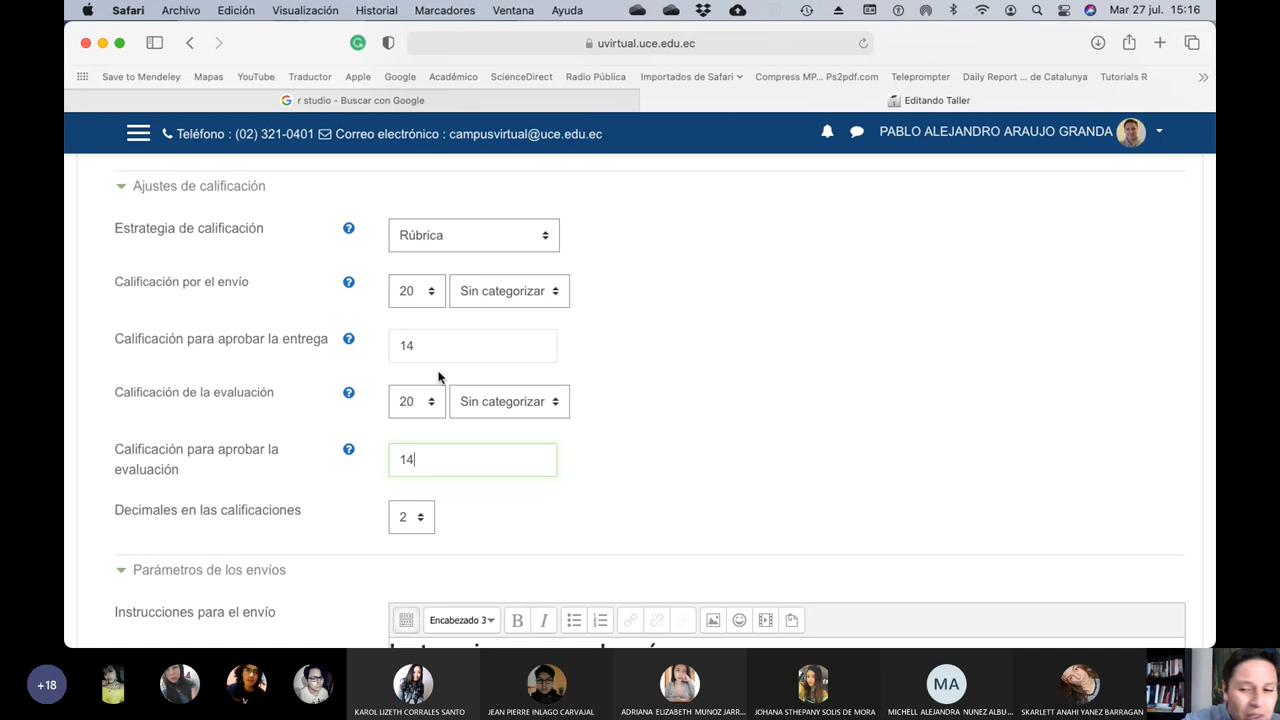 Safari Archivo Edición Visualización Historial Marcadores Ventana Ayuda Mar 27 jul. 15:16
uvirtual.uce.edu.ec
Save to Mendeley Mapas YouTube Traductor Apple Google Académico ScienceDirect Radio Pública Importados de Safari Compress MP... Ps2pdf.com Teleprompter Daily Report ... de Catalunya Tutorials R
r studio - Buscar con Google Editando Taller
Teléfono : (02) 321-0401 Correo electrónico : campusvirtual@uce.edu.ec PABLO ALEJANDRO ARAUJO GRANDA
Ajustes de calificación
Estrategia de calificación Rúbrica
Calificación por el envío 20 Sin categorizar
Calificación para aprobar la entrega 14
Calificación de la evaluación 20 Sin categorizar
Calificación para aprobar la
evaluación 14
Decimales en las calificaciones 2
Parámetros de los envíos
Instrucciones para el envío Encabezado 3 B I
+18 MA
KAROL LIZETH CORRALES SANTO JEAN PIERRE INLAGO CARVAJAL ADRIANA ELIZABETH MUNOZ JARR... JOHANA STHEPANY SOLIS DE MORA MICHELL ALEJANDRA NUNEZ ALBU... SKARLETT ANAHI YANEZ BARRAGAN